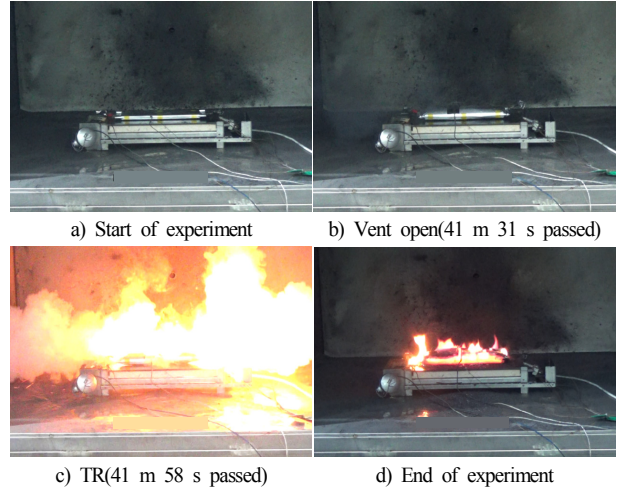 a) Start of experiment
b) Vent open(41 m 31 s passed)
c) TR(41 m 58 s passed)
d) End of experiment